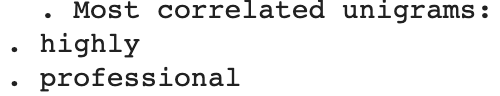 . Most correlated unigrams:
. highly
. professional